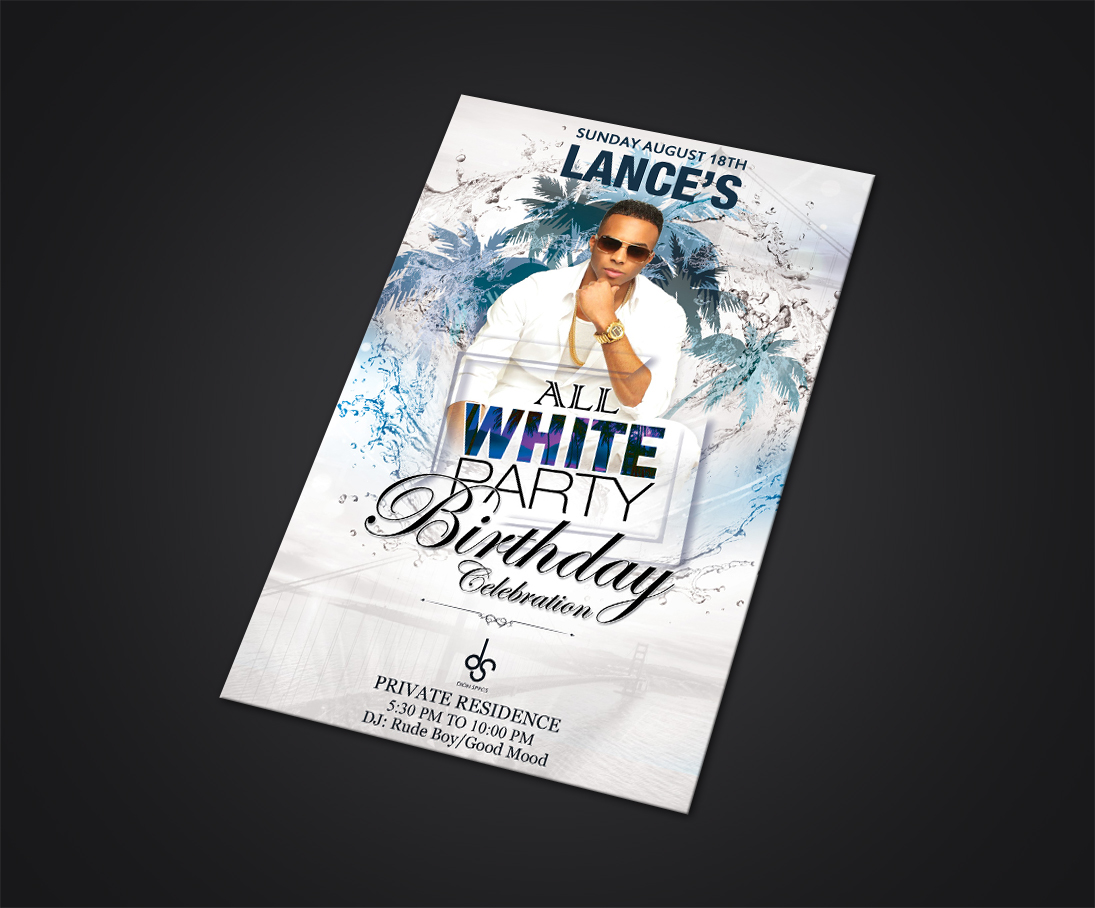 SUNDAY AUGUST 18TH
LANCE'S
ALL
WHITE
PARTY
Birthday
Celebration
ds
PRIVATE RESIDENCE
5:30 PM TO 10:00 PM
DJ: Rude Boy/Good Mood